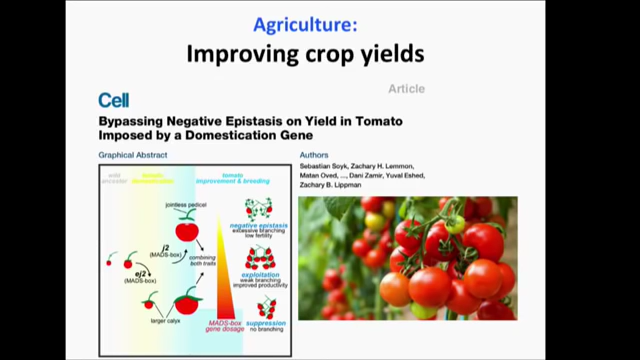 Agriculture:
Improving crop yields
Article
Cell
Bypassing Negative Epistasis on Yield in Tomato
Imposed by a Domestication Gene
Graphical Abstract
Authors
Sebastian Soyk, Zachary H. Lemmon,
Matan Oved, ..., Dani Zamir, Yuval Eshed,
Zachary B. Lippman
wild
ancestor
tomato
domestication
tomato
improvement & breeding
jointless pedical
j2
(MADS-box)
ej2
(MADS-box)
combining
both traits
larger calyx
negative epistasis
excessive branching
low fertility
exploitation
weak branching
improved productivity
MADS-box
gene dosage
suppression
no branching